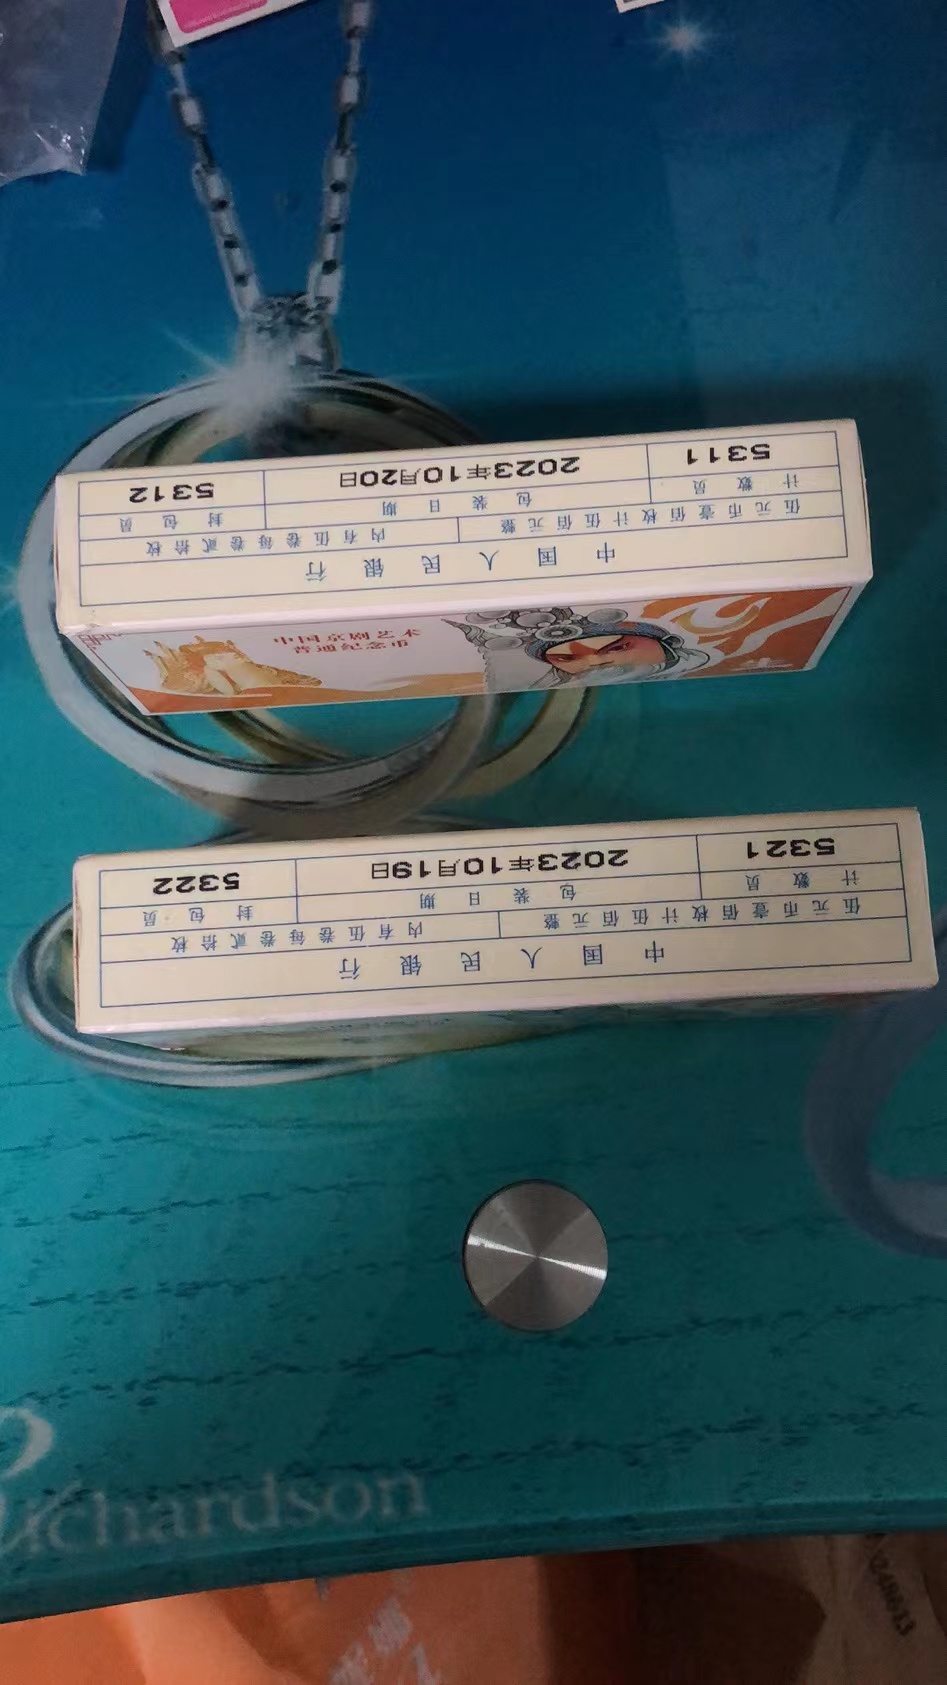 中国人民银行
伍元币壹佰枚计伍佰元整 内有伍卷每卷贰拾枚
计数员 包装日期 封包员
5311 2023年10月20日 5312
中国京剧艺术
普通纪念币
中国人民银行
伍元币壹佰枚计伍佰元整 内有伍卷每卷贰拾枚
计数员 包装日期 封包员
5321 2023年10月19日 5322
Richardson